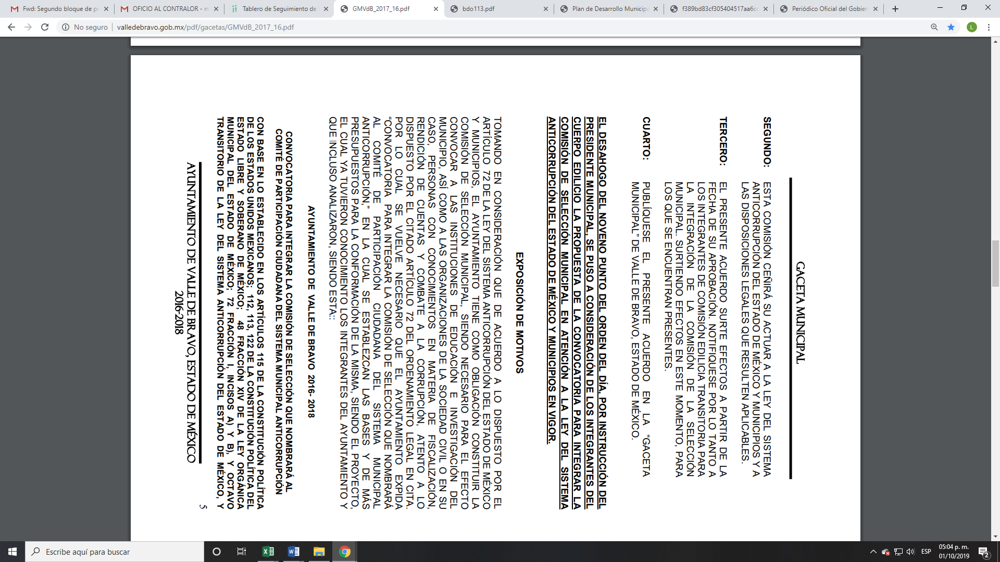 Fwd: Segundo bloque de pr
OFICIO AL CONTRALOR - m
Tablero de Seguimiento de
GMVdB_2017_16.pdf
bdo113.pdf
Plan de Desarrollo Municipa
f389bd83cf305404517aa6c
Periódico Oficial del Gobier
No seguro
valledebravo.gob.mx/pdf/gacetas/GMVdB_2017_16.pdf
L
GACETA MUNICIPAL
SEGUNDO: ESTA COMISIÓN CEÑIRÁ SU ACTUAR A LA LEY DEL SISTEMA
ANTICORRUPCIÓN DEL ESTADO DE MÉXICO Y MUNICIPIOS Y A
LAS DISPOSICIONES LEGALES QUE RESULTEN APLICABLES.
TERCERO: EL PRESENTE ACUERDO SURTE EFECTOS A PARTIR DE LA
FECHA DE SU APROBACIÓN. NOTIFIQUESE POR LO TANTO A
LOS INTEGRANTES DE COMISIÓN EDILICIA TRANSITORIA PARA
LA INTEGRACIÓN DE LA COMISIÓN DE LA SELECCIÓN
MUNICIPAL. SURTIENDO EFECTOS EN ESTE MOMENTO, PARA
LOS QUE SE ENCUENTRAN PRESENTES.
CUARTO: PUBLÍQUESE EL PRESENTE ACUERDO EN LA “GACETA
MUNICIPAL” DE VALLE DE BRAVO, ESTADO DE MÉXICO.
EL DESAHOGO DEL NOVENO PUNTO DEL ORDEN DEL DÍA, POR INSTRUCCIÓN DEL
PRESIDENTE MUNICIPAL, SE PUSO A CONSIDERACIÓN DE LOS INTEGRANTES DEL
CUERPO EDILICIO LA PROPUESTA DE LA CONVOCATORIA PARA INTEGRAR LA
COMISIÓN DE SELECCIÓN MUNICIPAL EN ATENCIÓN A LA LEY DEL SISTEMA
ANTICORRUPCIÓN DEL ESTADO DE MÉXICO Y MUNICIPIOS EN VIGOR.
EXPOSICIÓN DE MOTIVOS
TOMANDO EN CONSIDERACIÓN QUE DE ACUERDO A LO DISPUESTO POR EL
ARTÍCULO 72 DE LA LEY DEL SISTEMA ANTICORRUPCIÓN DEL ESTADO DE MÉXICO
Y MUNICIPIOS, EL AYUNTAMIENTO TIENE COMO OBLIGACIÓN CONSTITUIR LA
COMISIÓN DE SELECCIÓN MUNICIPAL, SIENDO NECESARIO PARA EL EFECTO
CONVOCAR A LAS INSTITUCIONES DE EDUCACIÓN E INVESTIGACIÓN DEL
MUNICIPIO, ASÍ COMO A LAS ORGANIZACIONES DE LA SOCIEDAD CIVIL O EN SU
CASO, PERSONAS CON CONOCIMIENTOS EN MATERIA DE FISCALIZACIÓN,
RENDICIÓN DE CUENTAS Y COMBATE A LA CORRUPCIÓN, ATENTO A LO
DISPUESTO POR EL CITADO ARTÍCULO 72 DEL ORDENAMIENTO LEGAL EN CITA.
POR LO CUAL SE VUELVE NECESARIO QUE EL AYUNTAMIENTO EXPIDA
“CONVOCATORIA PARA INTEGRAR LA COMISIÓN DE SELECCIÓN QUE NOMBRARÁ
AL COMITÉ DE PARTICIPACIÓN CIUDADANA DEL SISTEMA MUNICIPAL
ANTICORRUPCIÓN,” EN LA CUAL SE ESTABLEZCAN LAS BASES Y DE MÁS
PRESUPUESTOS PARA LA CONFORMACIÓN DE LA MISMA, SIENDO EL PROYECTO,
EL CUAL YA TUVIERON CONOCIMIENTO LOS INTEGRANTES DEL AYUNTAMIENTO Y
QUE INCLUSO ANALIZARON, SIENDO ESTA::
AYUNTAMIENTO DE VALLE DE BRAVO 2016- 2018
CONVOCATORIA PARA INTEGRAR LA COMISIÓN DE SELECCIÓN QUE NOMBRARÁ AL
COMITÉ DE PARTICIPACIÓN CIUDADANA DEL SISTEMA MUNICIPAL ANTICORRUPCIÓN
CON BASE EN LO ESTABLECIDO EN LOS ARTÍCULOS 115 DE LA CONSTITUCIÓN POLÍTICA
DE LOS ESTADOS UNIDOS MEXICANOS; 112, 113, 122 DE LA CONSTITUCIÓN POLÍTICA DEL
ESTADO LIBRE Y SOBERANO DE MÉXICO; 48 FRACCIÓN XIV DE LA LEY ORGÁNICA
MUNICIPAL DEL ESTADO DE MÉXICO; 72 FRACCIÓN I, INCISOS A) Y B), Y OCTAVO
TRANSITORIO DE LA LEY DEL SISTEMA ANTICORRUPCIÓN DEL ESTADO DE MÉXICO, Y
5
AYUNTAMIENTO DE VALLE DE BRAVO, ESTADO DE MÉXICO
2016-2018
Escribe aquí para buscar
ESP
05:04 p. m.
01/10/2019
2